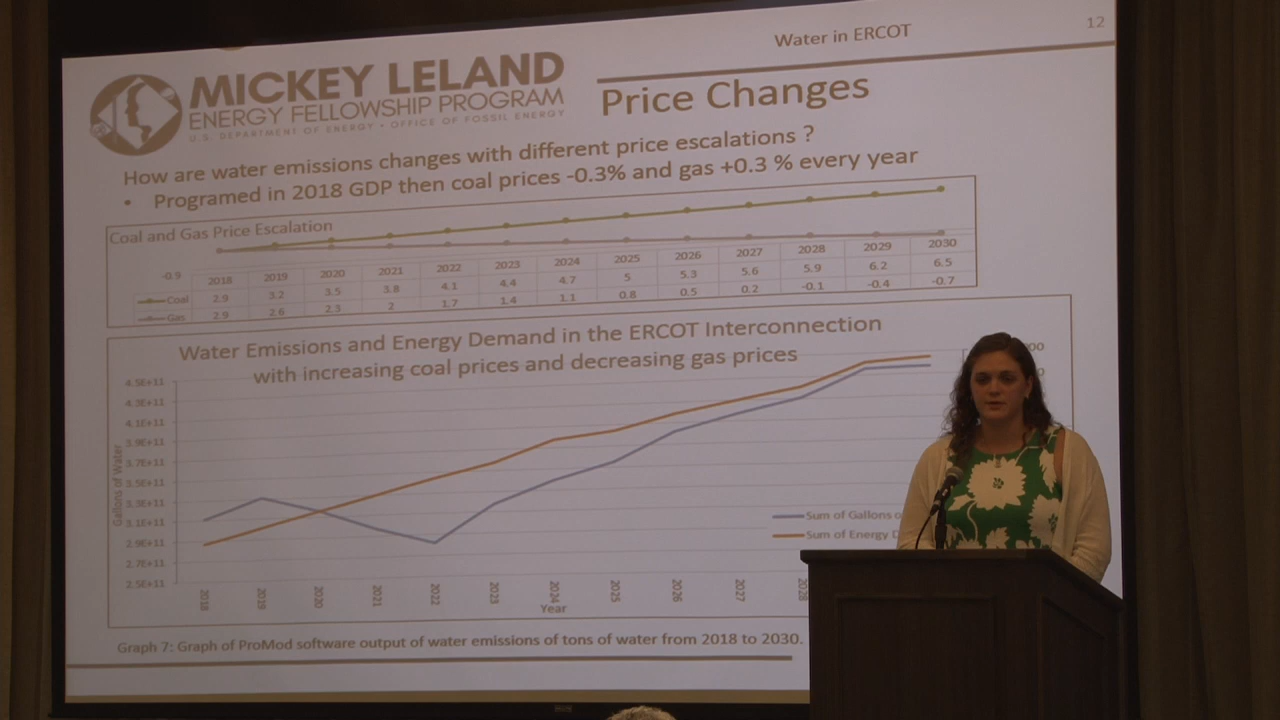 Water in ERCOT
12
MICKEY LELAND
ENERGY FELLOWSHIP PROGRAM
U.S. DEPARTMENT OF ENERGY • OFFICE OF FOSSIL ENERGY
Price Changes
How are water emissions changes with different price escalations ?
• Programed in 2018 GDP then coal prices -0.3% and gas +0.3 % every year
Coal and Gas Price Escalation
-0.9
2018 2019 2020 2021 2022 2023 2024 2025 2026 2027 2028 2029 2030
Coal 2.9 3.2 3.5 3.8 4.1 4.4 4.7 5 5.3 5.6 5.9 6.2 6.5
Gas 2.9 2.6 2.3 2 1.7 1.4 1.1 0.8 0.5 0.2 -0.1 -0.4 -0.7
Water Emissions and Energy Demand in the ERCOT Interconnection
with increasing coal prices and decreasing gas prices
Gallons of Water
4.5E+11
4.3E+11
4.1E+11
3.9E+11
3.7E+11
3.5E+11
3.3E+11
3.1E+11
2.9E+11
2.7E+11
2.5E+11
Sum of Gallons
Sum of Energy
2018 2019 2020 2021 2022 2023 2024 2025 2026 2027 2028
Year
Graph 7: Graph of ProMod software output of water emissions of tons of water from 2018 to 2030.